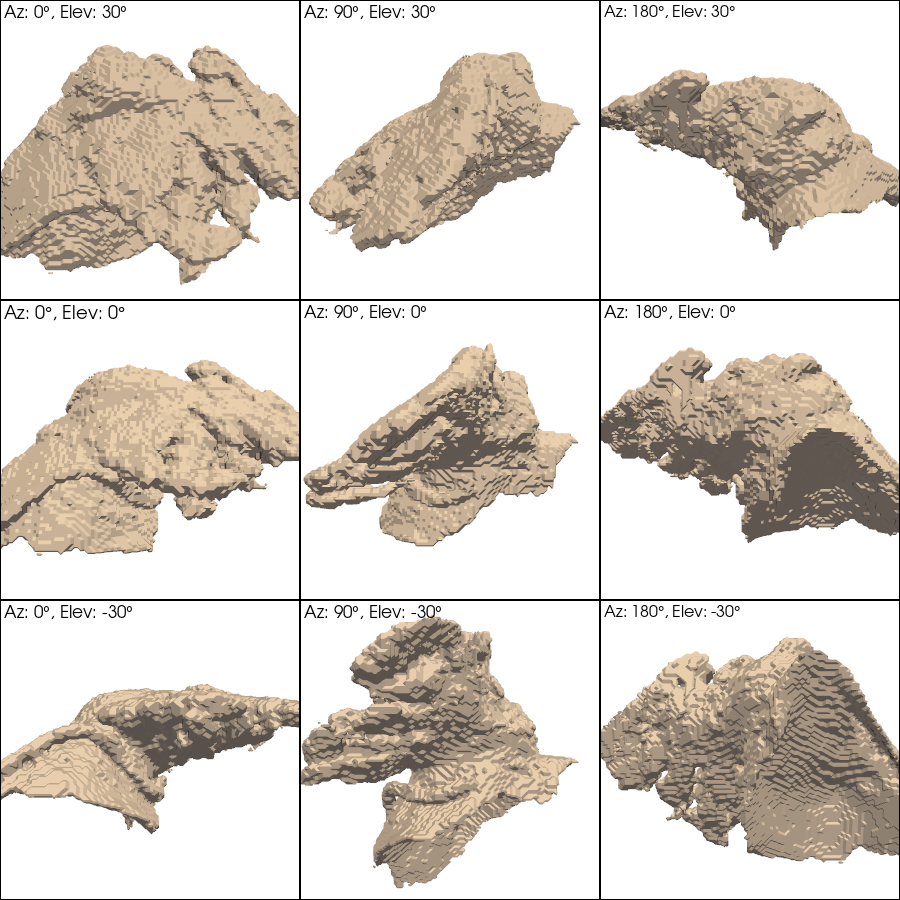 Az: 0°, Elev: 30°
Az: 90°, Elev: 30°
Az: 180°, Elev: 30°
Az: 0°, Elev: 0°
Az: 90°, Elev: 0°
Az: 180°, Elev: 0°
Az: 0°, Elev: -30°
Az: 90°, Elev: -30°
Az: 180°, Elev: -30°